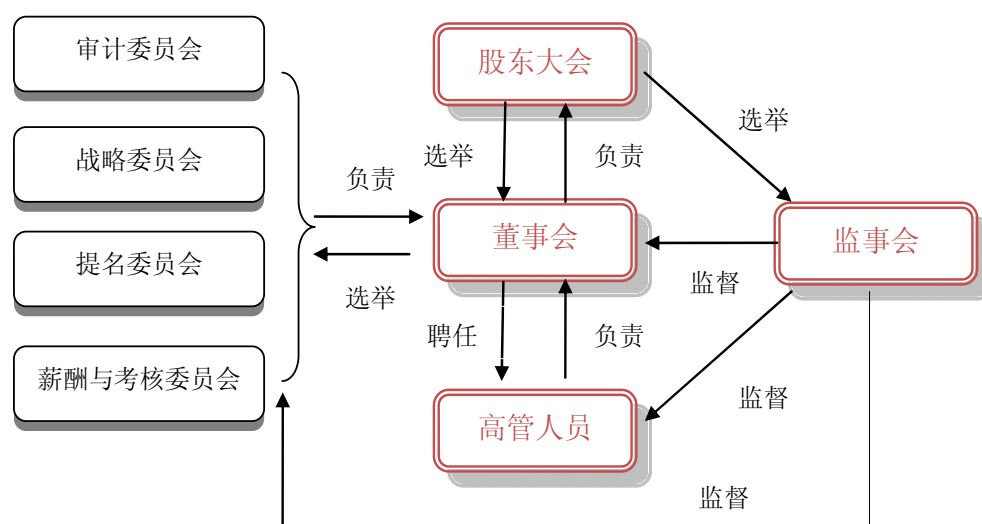 审计委员会
战略委员会
提名委员会
薪酬与考核委员会
负责
选举
股东大会
选举
负责
选举
董事会
监事会
监督
聘任
负责
监督
高管人员
监督